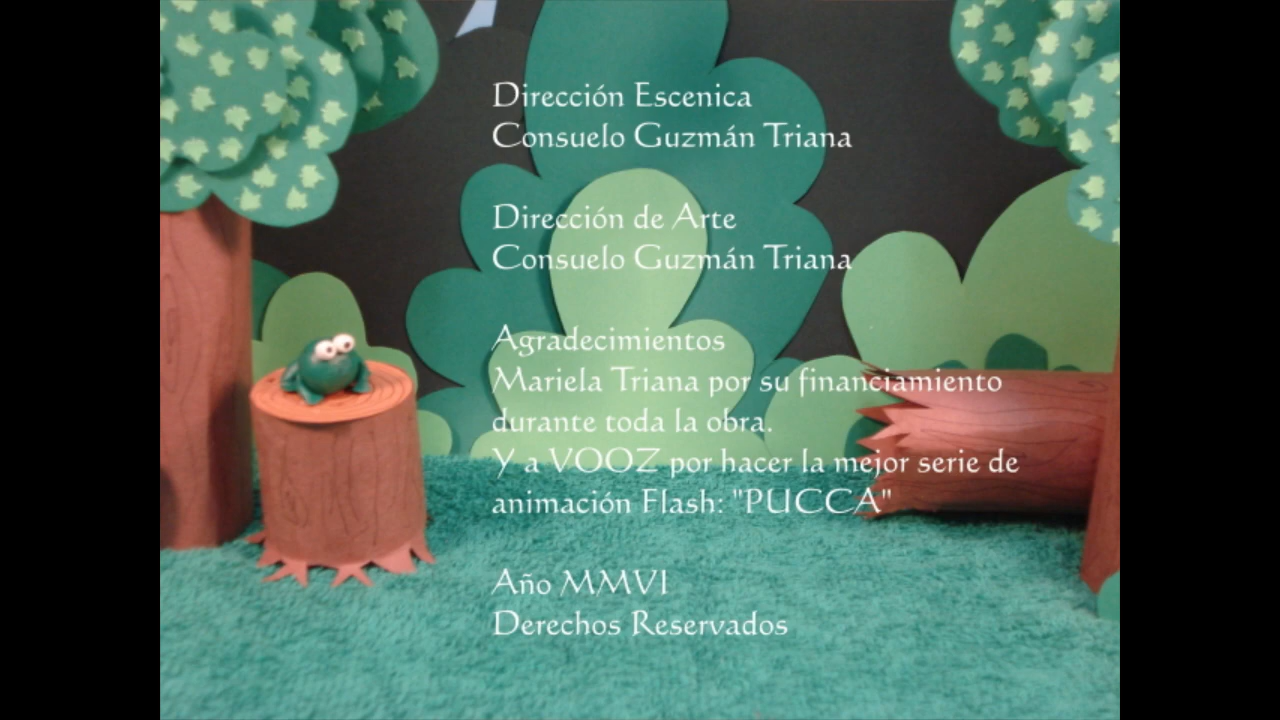 Dirección Escenica
Consuelo Guzmán Triana
Dirección de Arte
Consuelo Guzmán Triana
Agradecimientos
Mariela Triana por su financiamiento
durante toda la obra.
Y a VOOZ por hacer la mejor serie de
animación Flash: "PUCCA"
Año MMVI
Derechos Reservados